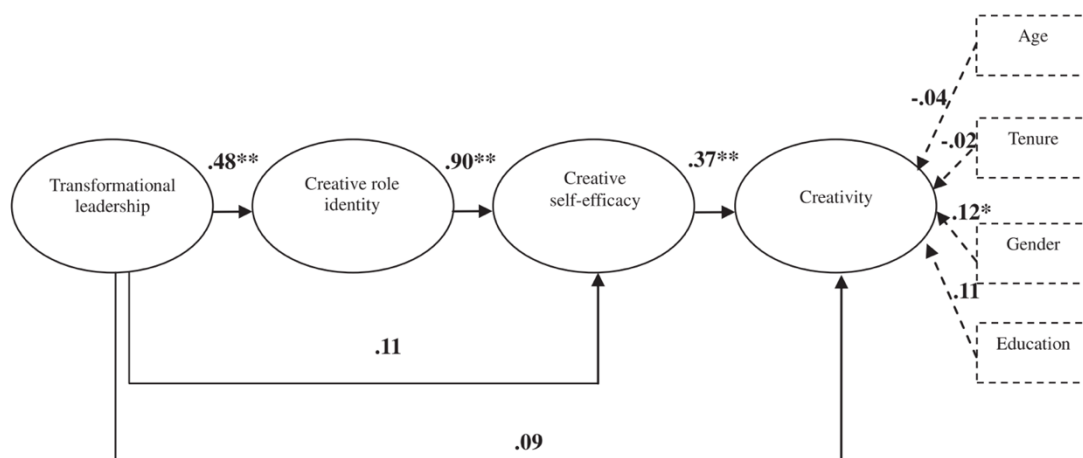 Age
-.04
Tenure
-.02
.48**
.90**
.37**
Transformational
leadership
Creative role
identity
Creative
self-efficacy
Creativity
.12*
Gender
.11
Education
.11
.09